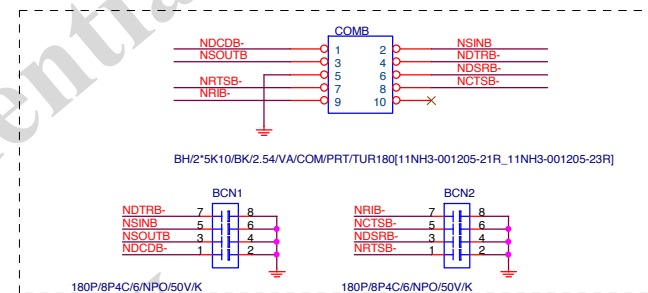 COMB
NDCDB- 1 2 NSINB
NSOUTB 3 4 NDTRB-
5 6 NDSRB-
NRTSB- 7 8 NCTSB-
NRIB- 9 10
BH/2*5K10/BK/2.54/VA/COM/PRT/TUR180[11NH3-001205-21R_11NH3-001205-23R]
BCN1
NDTRB- 7 8
NSINB 5 6
NSOUTB 3 4
NDCDB- 1 2
180P/8P4C/6/NPO/50V/K
BCN2
NRIB- 7 8
NCTSB- 5 6
NDSRB- 3 4
NRTSB- 1 2
180P/8P4C/6/NPO/50V/K